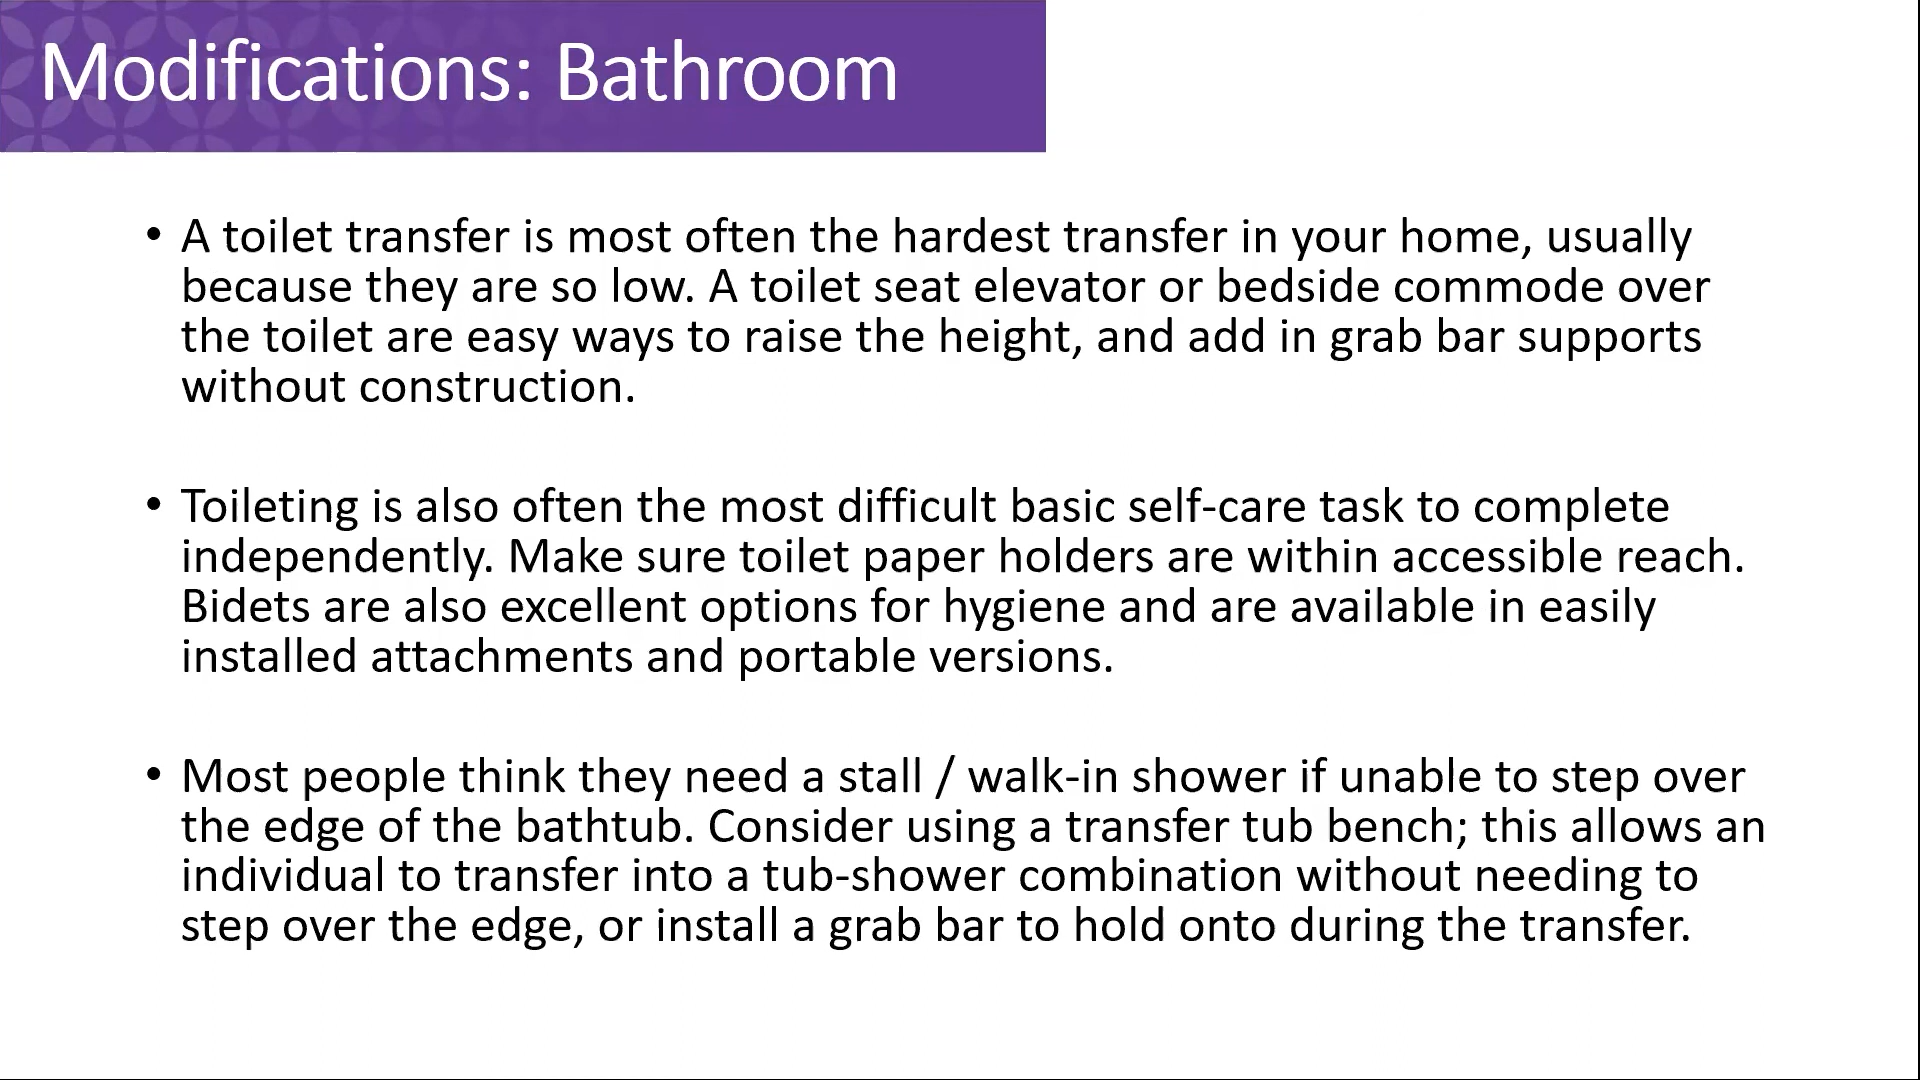 Modifications: Bathroom
• A toilet transfer is most often the hardest transfer in your home, usually
because they are so low. A toilet seat elevator or bedside commode over
the toilet are easy ways to raise the height, and add in grab bar supports
without construction.
• Toileting is also often the most difficult basic self-care task to complete
independently. Make sure toilet paper holders are within accessible reach.
Bidets are also excellent options for hygiene and are available in easily
installed attachments and portable versions.
• Most people think they need a stall / walk-in shower if unable to step over
the edge of the bathtub. Consider using a transfer tub bench; this allows an
individual to transfer into a tub-shower combination without needing to
step over the edge, or install a grab bar to hold onto during the transfer.